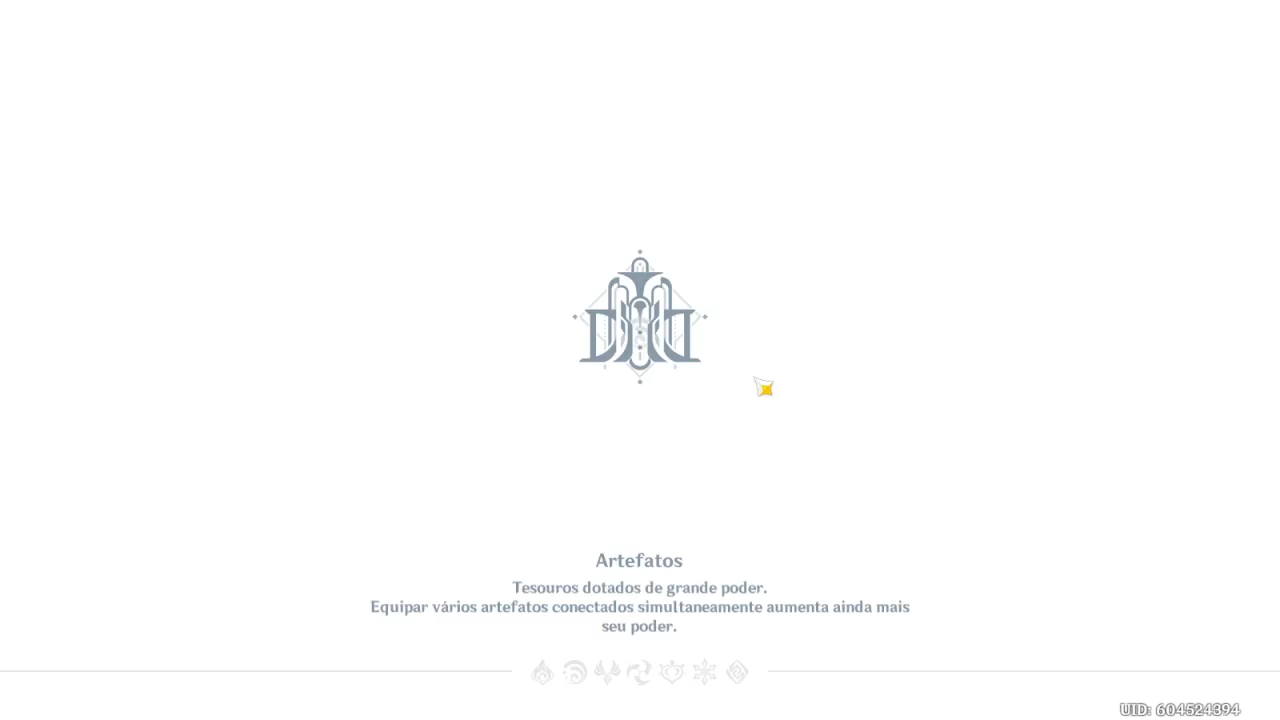 Artefatos
Tesouros dotados de grande poder.
Equipar vários artefatos conectados simultaneamente aumenta ainda mais
seu poder.
UID: 604524394